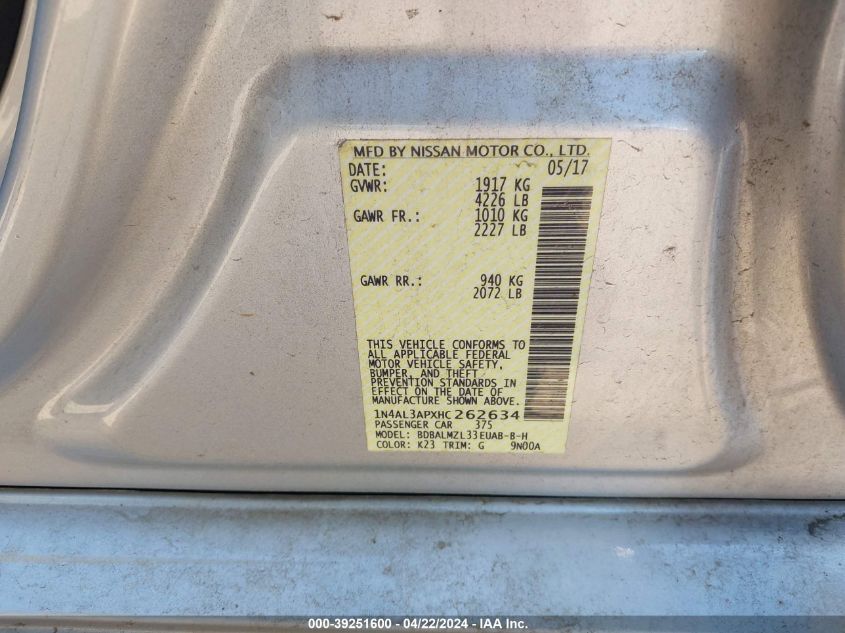 MFD BY NISSAN MOTOR CO., LTD.
DATE: 05/17
GVWR: 1917 KG
4226 LB
GAWR FR.: 1010 KG
2227 LB
GAWR RR.: 940 KG
2072 LB
THIS VEHICLE CONFORMS TO
ALL APPLICABLE FEDERAL
MOTOR VEHICLE SAFETY,
BUMPER, AND THEFT
PREVENTION STANDARDS IN
EFFECT ON THE DATE OF
MANUFACTURE SHOWN ABOVE.
1N4AL3APXHC262634
PASSENGER CAR 375
MODEL: BDBALMZL33EUAB-B-H
COLOR: K23 TRIM: G 9N00A
000-39251600 - 04/22/2024 - IAA Inc.